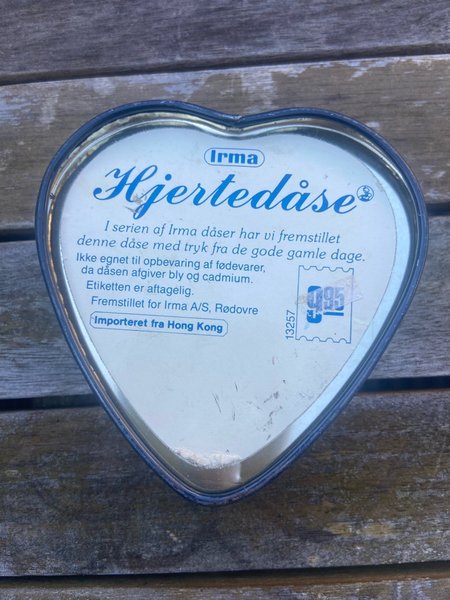 Irma
Hjertedåse
I serien af Irma dåser har vi fremstillet
denne dåse med tryk fra de gode gamle dage.
Ikke egnet til opbevaring af fødevarer,
da dåsen afgiver bly og cadmium.
Etiketten er aftagelig.
Fremstillet for Irma A/S, Rødovre
Importeret fra Hong Kong
13257
995